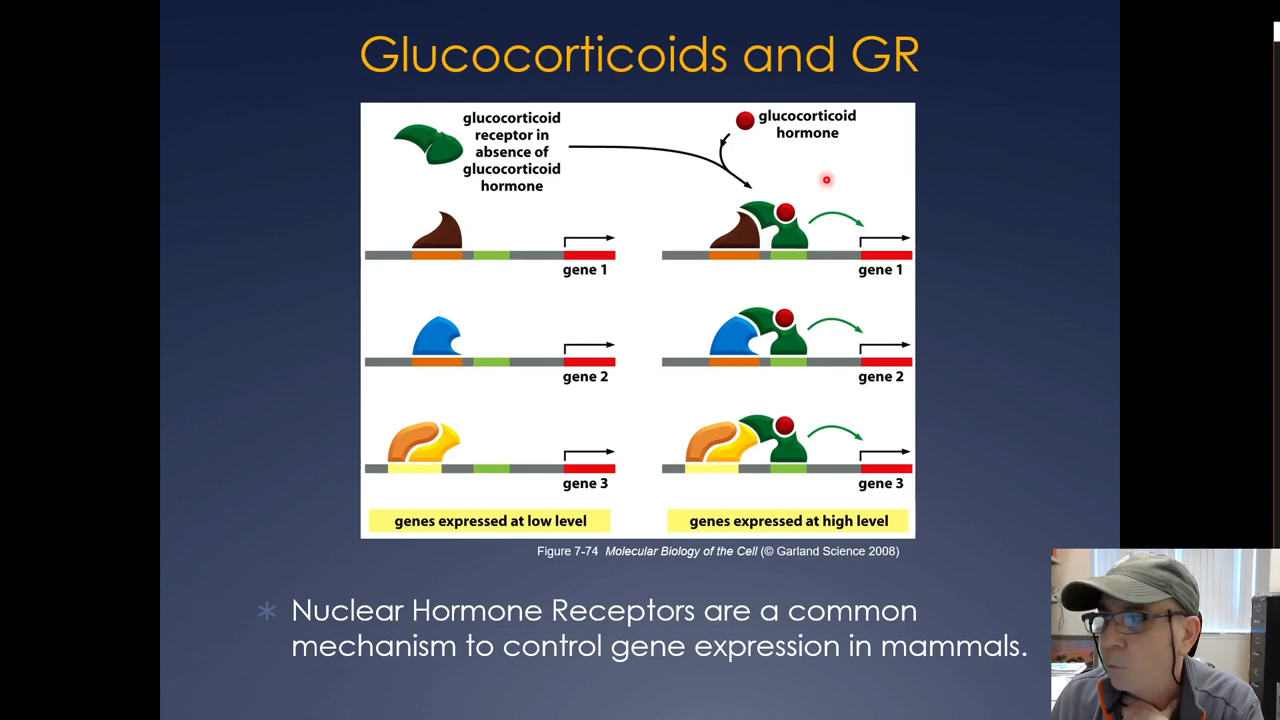 Glucocorticoids and GR
glucocorticoid
receptor in
absence of
glucocorticoid
hormone
glucocorticoid
hormone
gene 1
gene 1
gene 2
gene 2
gene 3
gene 3
genes expressed at low level
genes expressed at high level
Figure 7-74 Molecular Biology of the Cell (© Garland Science 2008)
Nuclear Hormone Receptors are a common
mechanism to control gene expression in mammals.